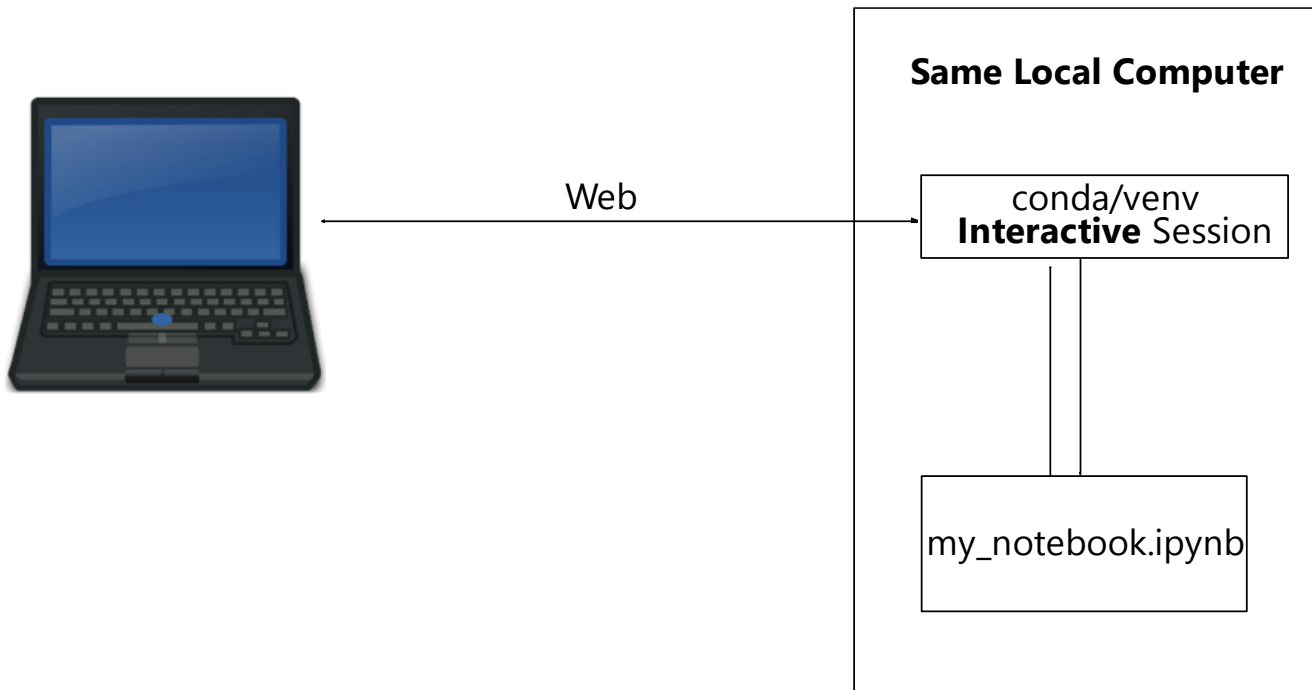 Same Local Computer
Web
conda/venv
Interactive Session
my_notebook.ipynb